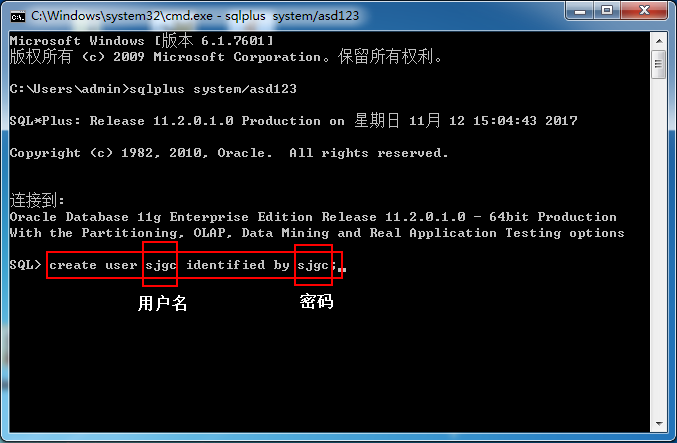 C:\Windows\system32\cmd.exe - sqlplus  system/asd123
Microsoft Windows [版本 6.1.7601]
版权所有 (c) 2009 Microsoft Corporation。保留所有权利。
C:\Users\admin>sqlplus system/asd123
SQL*Plus: Release 11.2.0.1.0 Production on 星期日 11月 12 15:04:43 2017
Copyright (c) 1982, 2010, Oracle.  All rights reserved.
连接到:
Oracle Database 11g Enterprise Edition Release 11.2.0.1.0 - 64bit Production
With the Partitioning, OLAP, Data Mining and Real Application Testing options
SQL> create user sjgc identified by sjgc;
用户名 密码